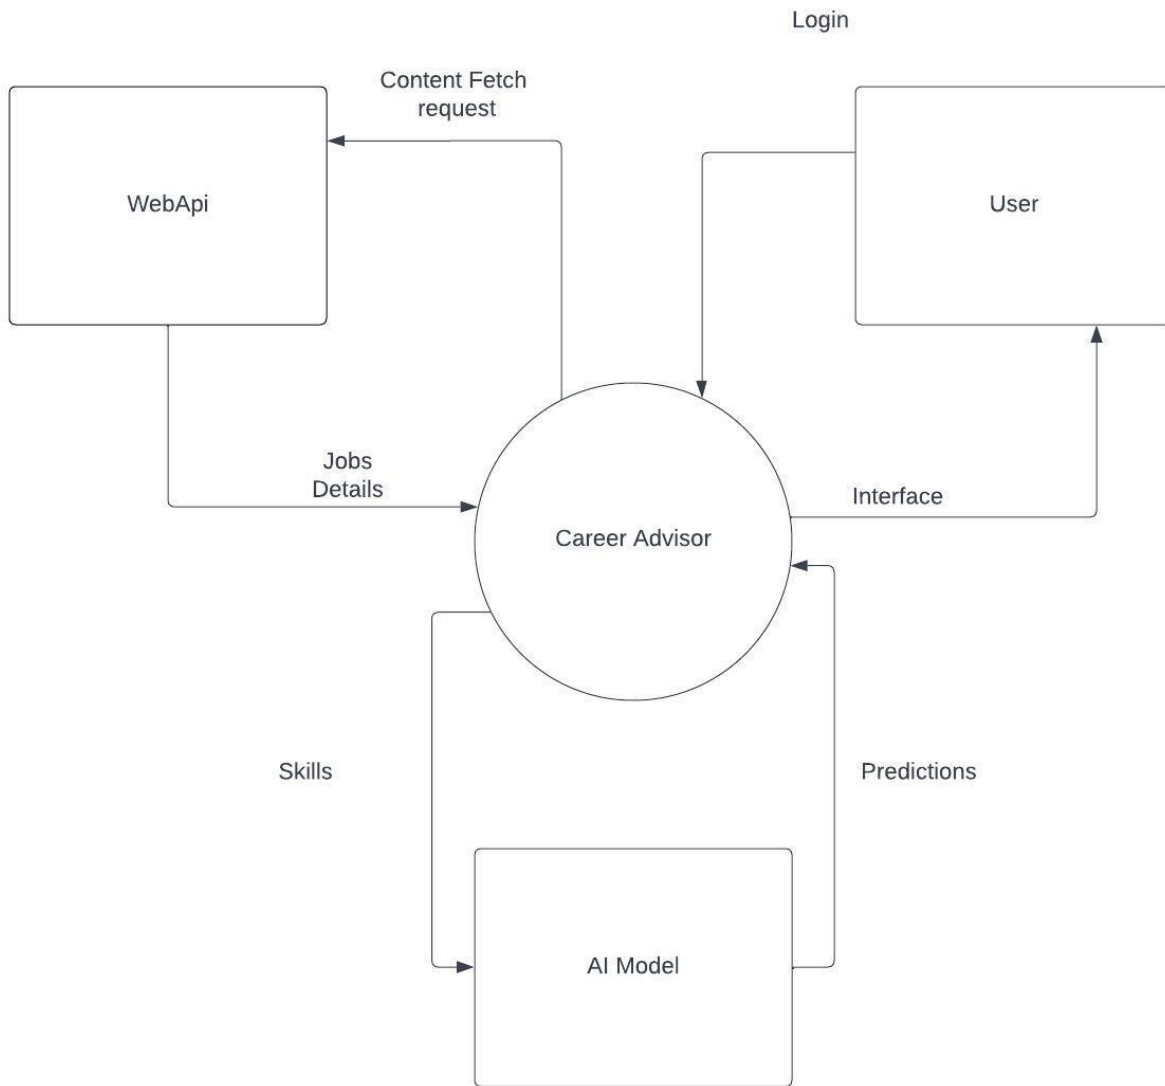 Login
Content Fetch
request
WebApi
User
Jobs
Details
Interface
Career Advisor
Skills
Predictions
AI Model